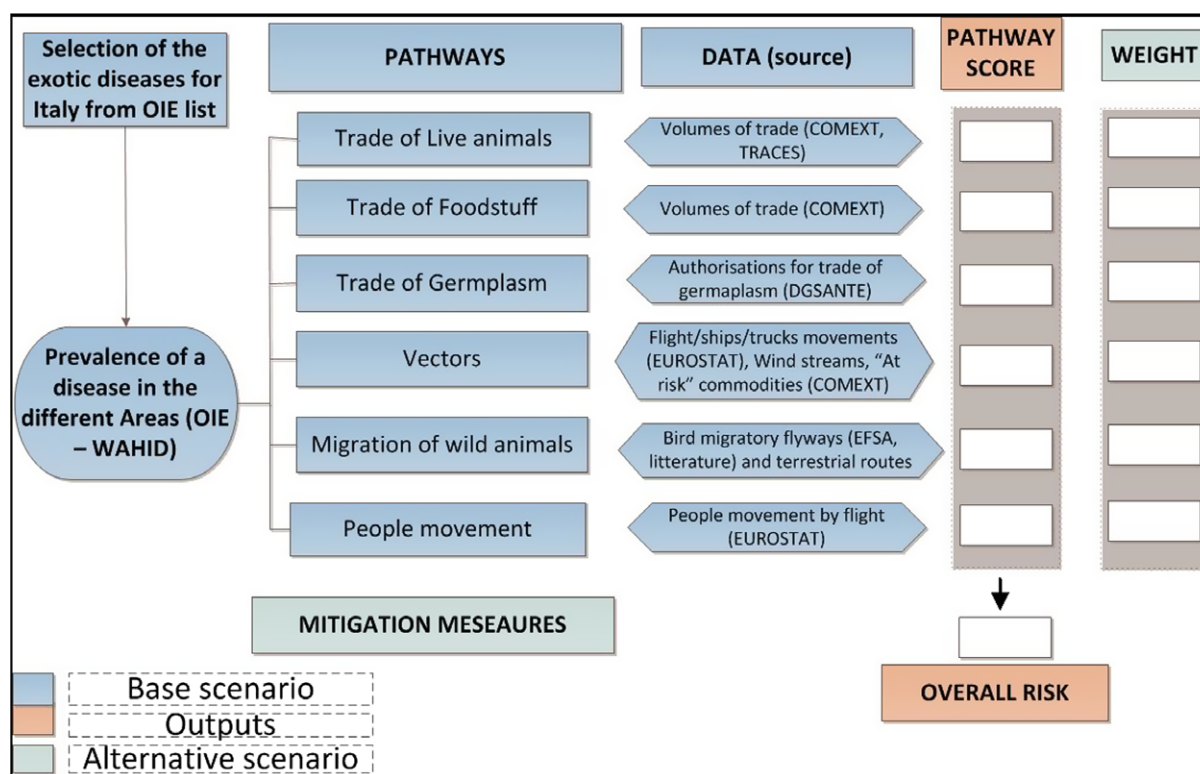 Selection of the
exotic diseases for
Italy from OIE list
PATHWAYS
DATA (source)
PATHWAY
SCORE
WEIGHT
Trade of Live animals
Volumes of trade (COMEXT,
TRACES)
Trade of Foodstuff
Volumes of trade (COMEXT)
Trade of Germplasm
Authorisations for trade of
germaplasm (DGSANTE)
Prevalence of a
disease in the
different Areas (OIE
– WAHID)
Vectors
Flight/ships/trucks movements
(EUROSTAT), Wind streams, “At
risk” commodities (COMEXT)
Migration of wild animals
Bird migratory flyways (EFSA,
litterature) and terrestrial routes
People movement
People movement by flight
(EUROSTAT)
MITIGATION MESEAURES
OVERALL RISK
Base scenario
Outputs
Alternative scenario